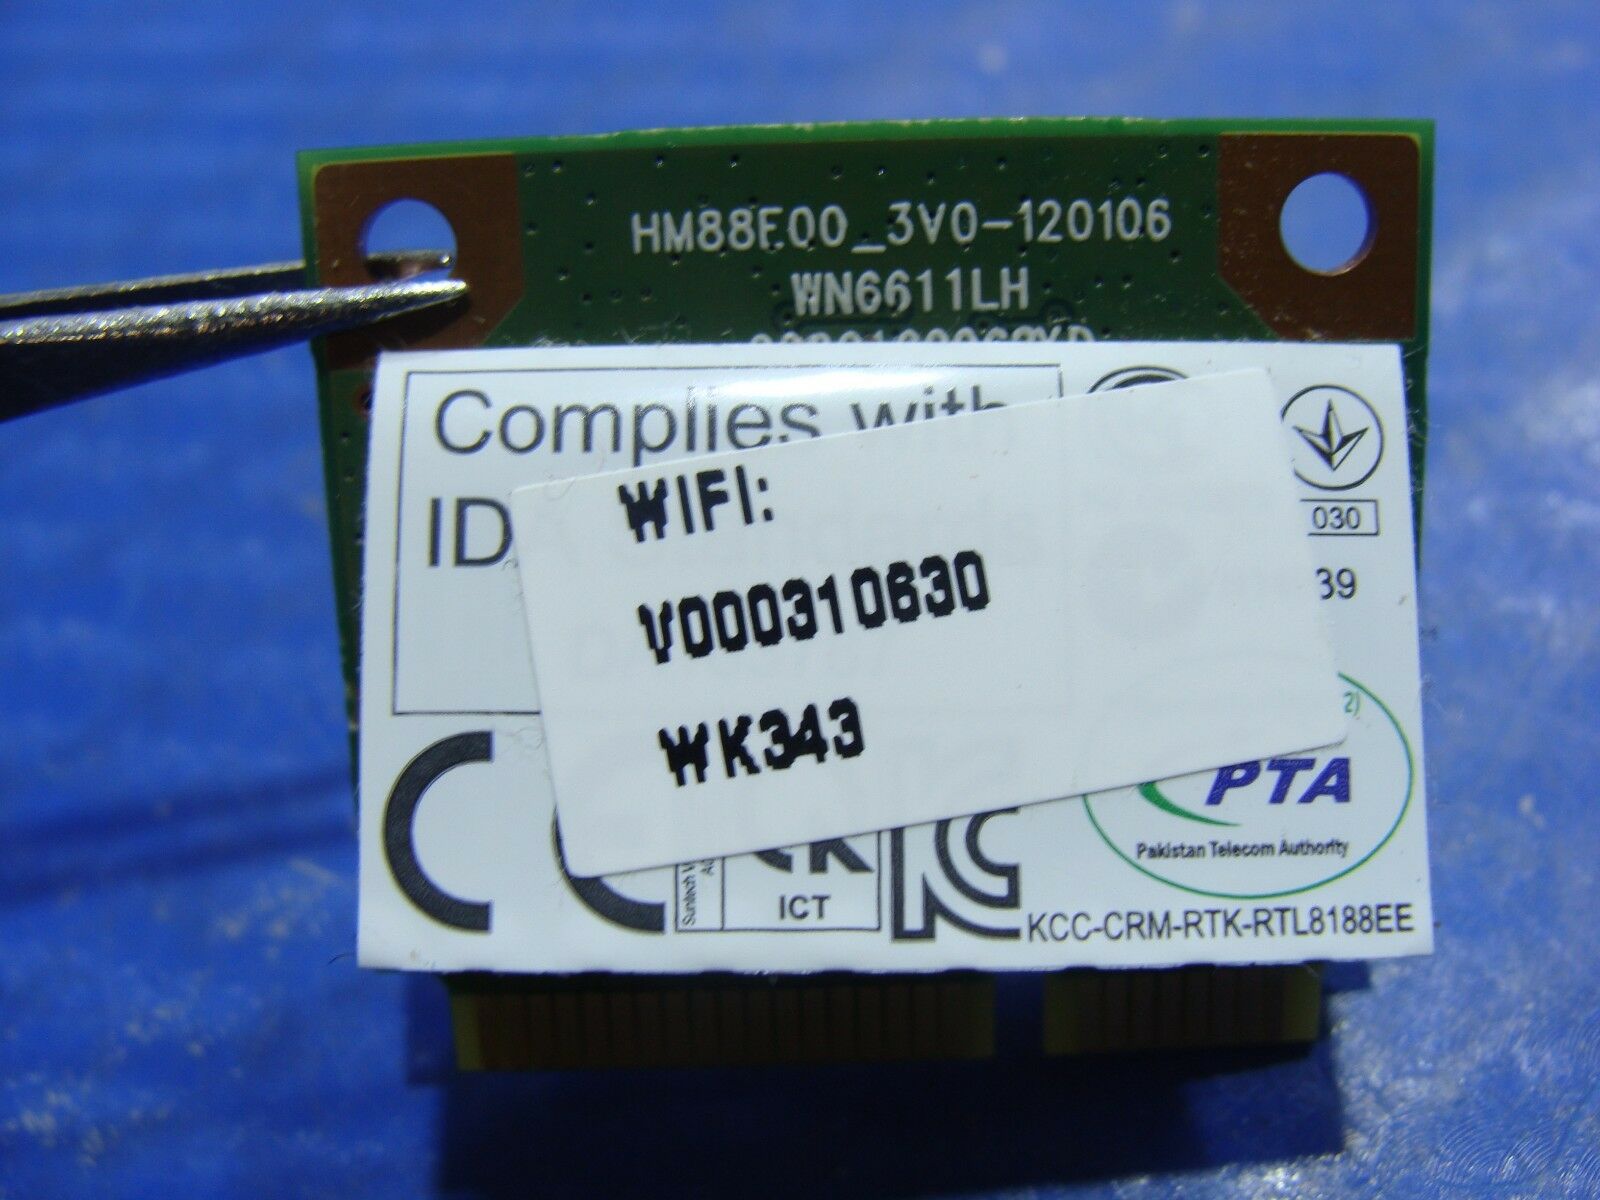 HM88E00_3V0-120106
WN6611LH
Complies with
ID
WIFI:
V000310630
WK343
030
39
2)
PTA
Pakistan Telecom Authority
ICT
KCC-CRM-RTK-RTL8188EE